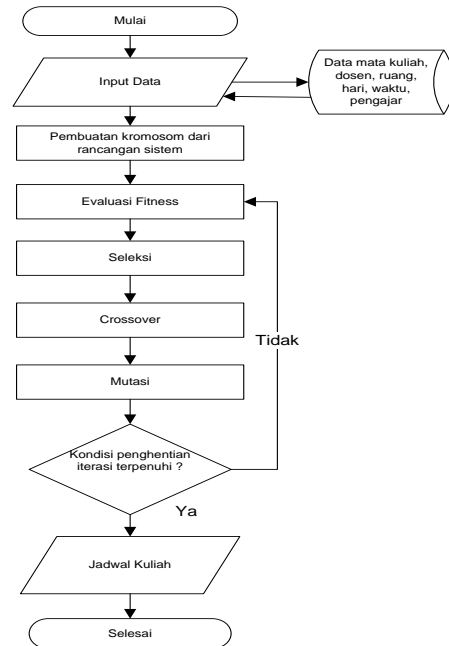 Mulai
Input Data
Data mata kuliah,
dosen, ruang,
hari, waktu,
pengajar
Pembuatan kromosom dari
rancangan sistem
Evaluasi Fitness
Seleksi
Crossover
Tidak
Mutasi
Kondisi penghentian
iterasi terpenuhi ?
Ya
Jadwal Kuliah
Selesai